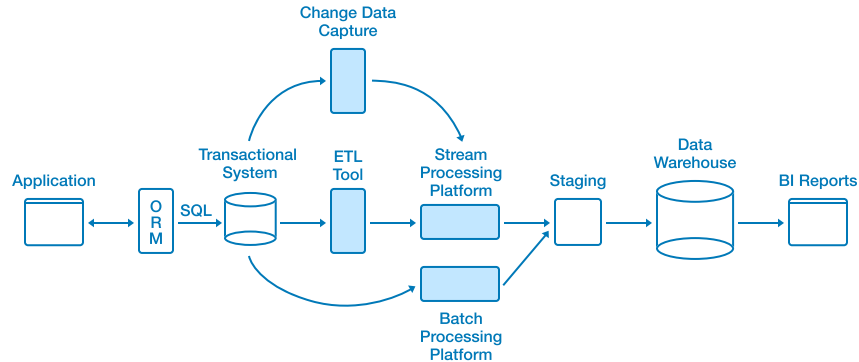 Change Data
Capture
Transactional
System
ETL
Tool
Stream
Processing
Platform
Data
Warehouse
Application
Staging
BI Reports
O
R
M
SQL
Batch
Processing
Platform